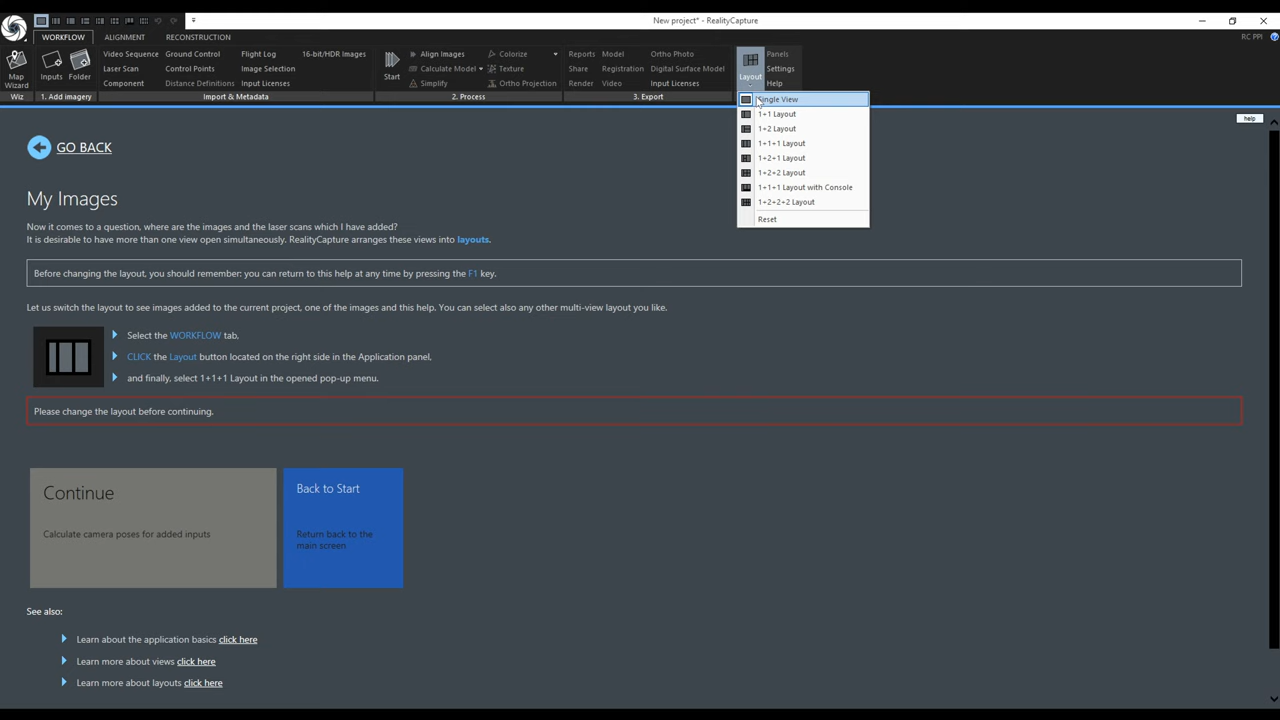 New project* - RealityCapture
WORKFLOW ALIGNMENT RECONSTRUCTION
RC PPI
Map Wizard
Wiz
Inputs
Folder
1. Add imagery
Video Sequence Ground Control Flight Log 16-bit/HDR Images
Laser Scan Control Points Image Selection
Component Distance Definitions Input Licenses
Import & Metadata
Start
Align Images Colorize
Calculate Model Texture
Simplify Ortho Projection
2. Process
Reports Model Ortho Photo
Share Registration Digital Surface Model
Render Video Input Licenses
3. Export
Layout
Panels
Settings
Help
Single View
1+1 Layout
1+2 Layout
1+1+1 Layout
1+2+1 Layout
1+2+2 Layout
1+1+1 Layout with Console
1+2+2+2 Layout
Reset
help
GO BACK
My Images
Now it comes to a question, where are the images and the laser scans which I have added?
It is desirable to have more than one view open simultaneously. RealityCapture arranges these views into layouts.
Before changing the layout, you should remember: you can return to this help at any time by pressing the F1 key.
Let us switch the layout to see images added to the current project, one of the images and this help. You can select also any other multi-view layout you like.
Select the WORKFLOW tab,
CLICK the Layout button located on the right side in the Application panel,
and finally, select 1+1+1 Layout in the opened pop-up menu.
Please change the layout before continuing.
Continue
Calculate camera poses for added inputs
Back to Start
Return back to the
main screen
See also:
Learn about the application basics click here
Learn more about views click here
Learn more about layouts click here